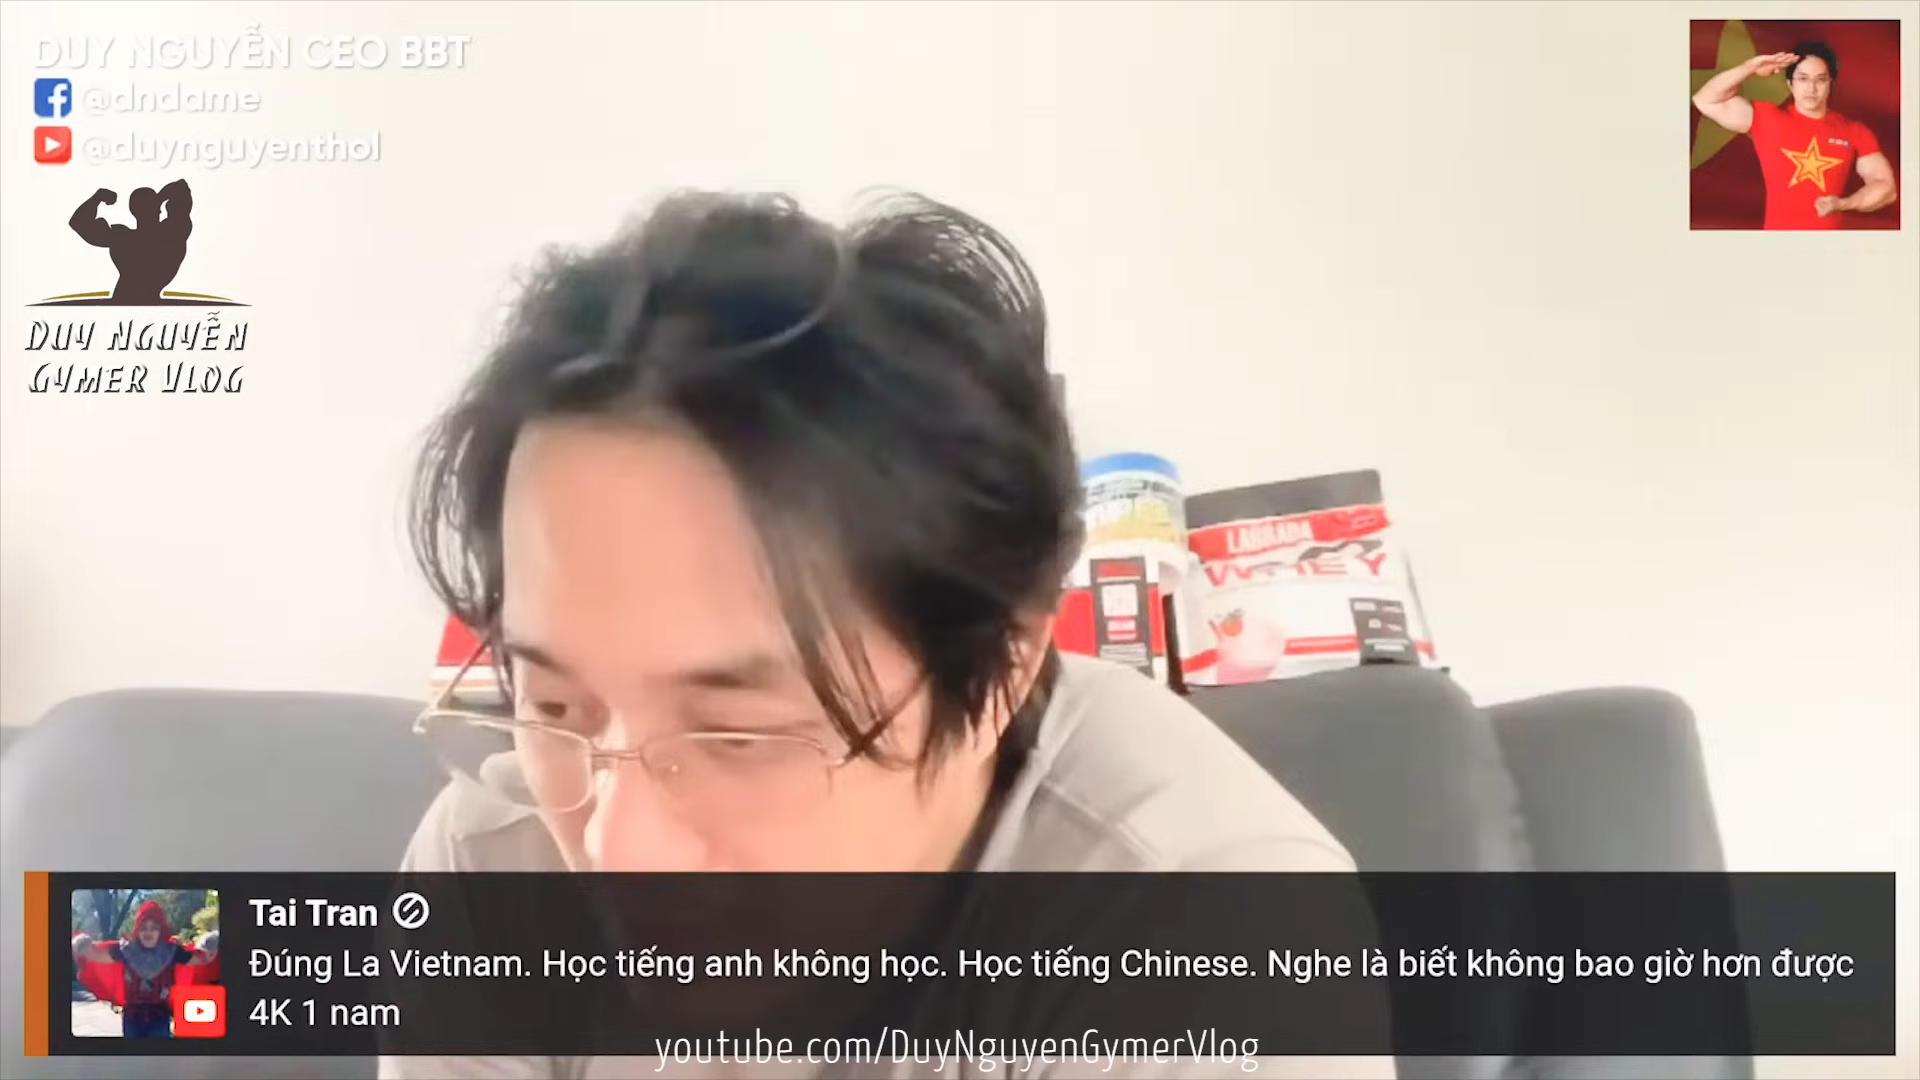 DUY NGUYỄN CEO BBT
@dndame
@duynguyenthol
DUY NGUYỄN
GYMER VLOG
LABRADA
WHEY
Tai Tran
Đúng La Vietnam. Học tiếng anh không học. Học tiếng Chinese. Nghe là biết không bao giờ hơn được
4K 1 nam
youtube.com/DuyNguyenGymerVlog